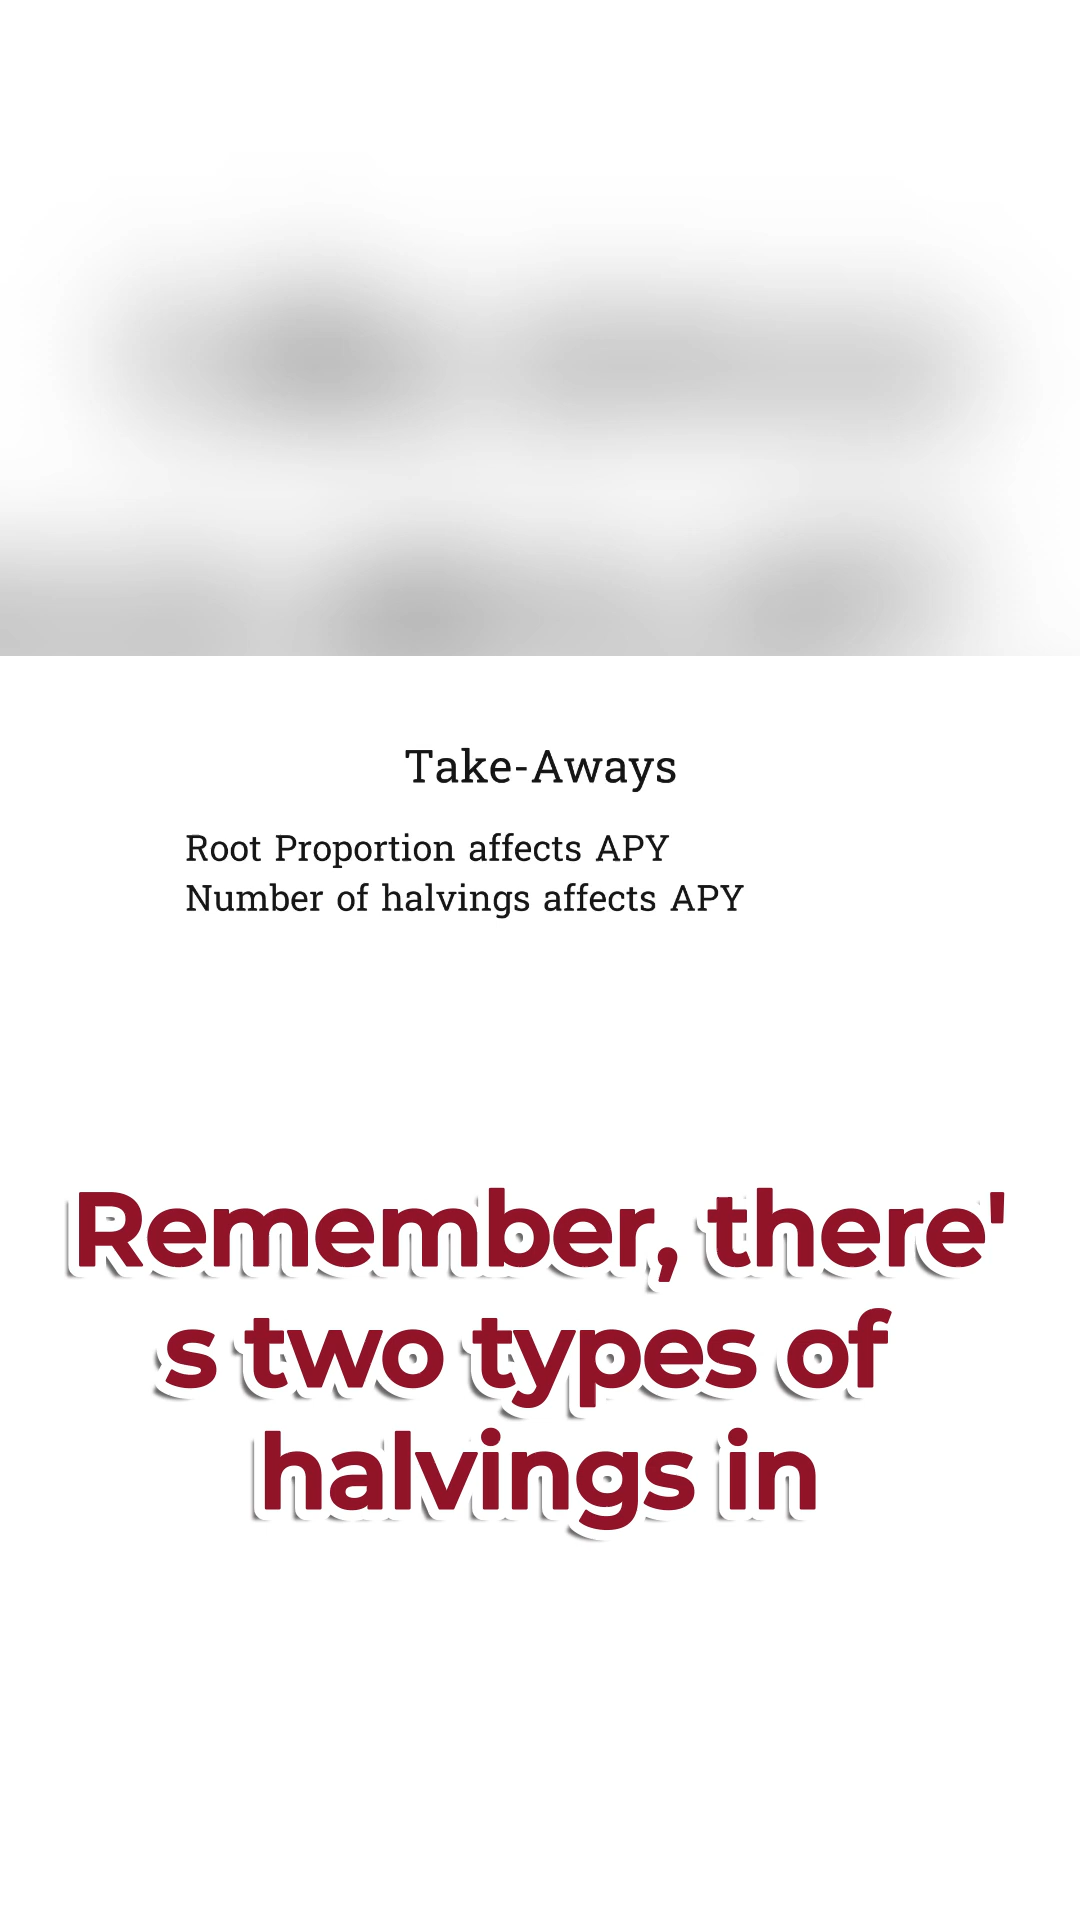 Take-Aways
Root Proportion affects APY
Number of halvings affects APY
Remember, there'
s two types of
halvings in